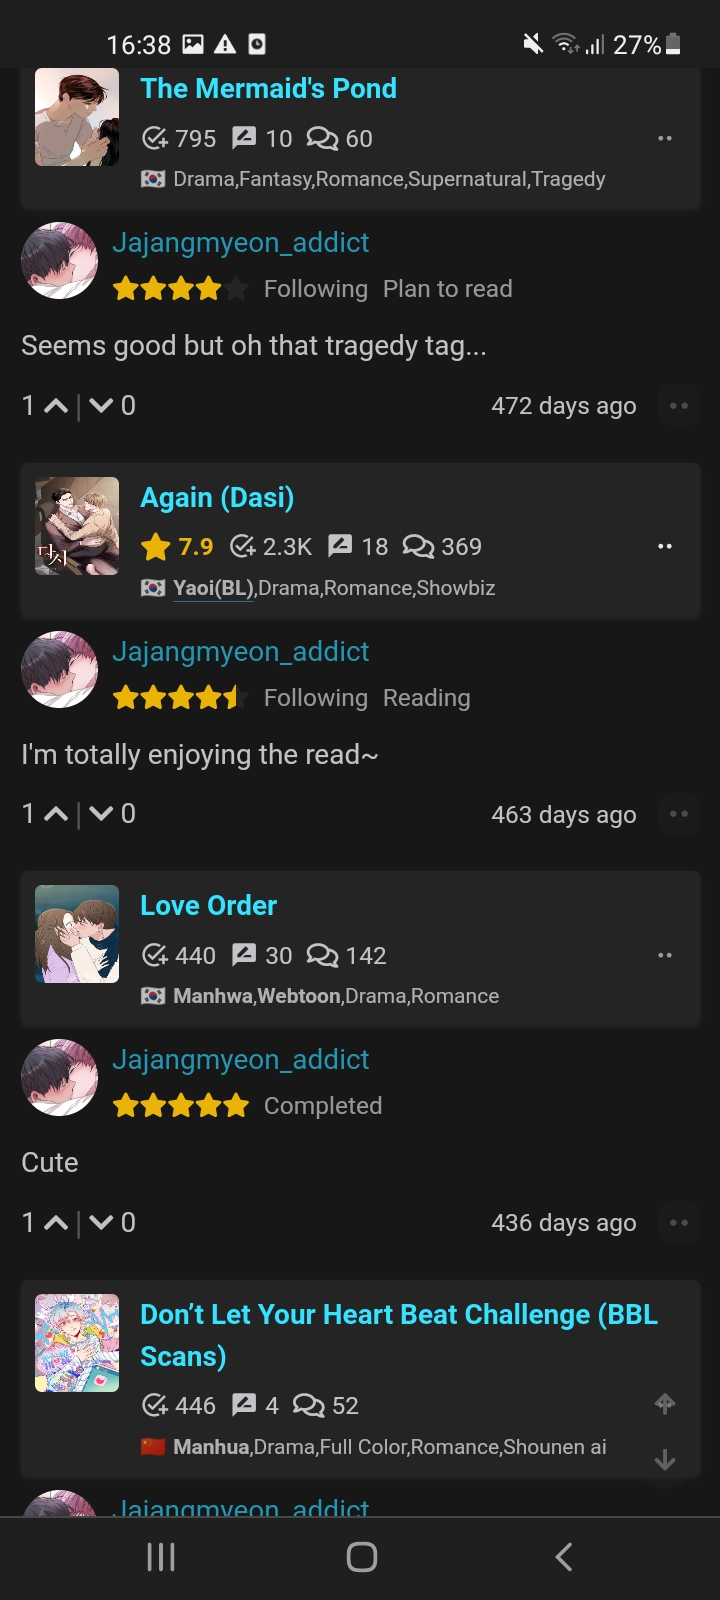 16:38
27%
The Mermaid's Pond
795 10 60
Drama,Fantasy,Romance,Supernatural,Tragedy
Jajangmyeon_addict
Following Plan to read
Seems good but oh that tragedy tag...
1 | 0
472 days ago
다시
Again (Dasi)
7.9 2.3K 18 369
Yaoi(BL),Drama,Romance,Showbiz
Jajangmyeon_addict
Following Reading
I'm totally enjoying the read~
1 | 0
463 days ago
Love Order
440 30 142
Manhwa,Webtoon,Drama,Romance
Jajangmyeon_addict
Completed
Cute
1 | 0
436 days ago
Don’t Let Your Heart Beat Challenge (BBL
Scans)
446 4 52
Manhua,Drama,Full Color,Romance,Shounen ai
Jajangmyeon_addict